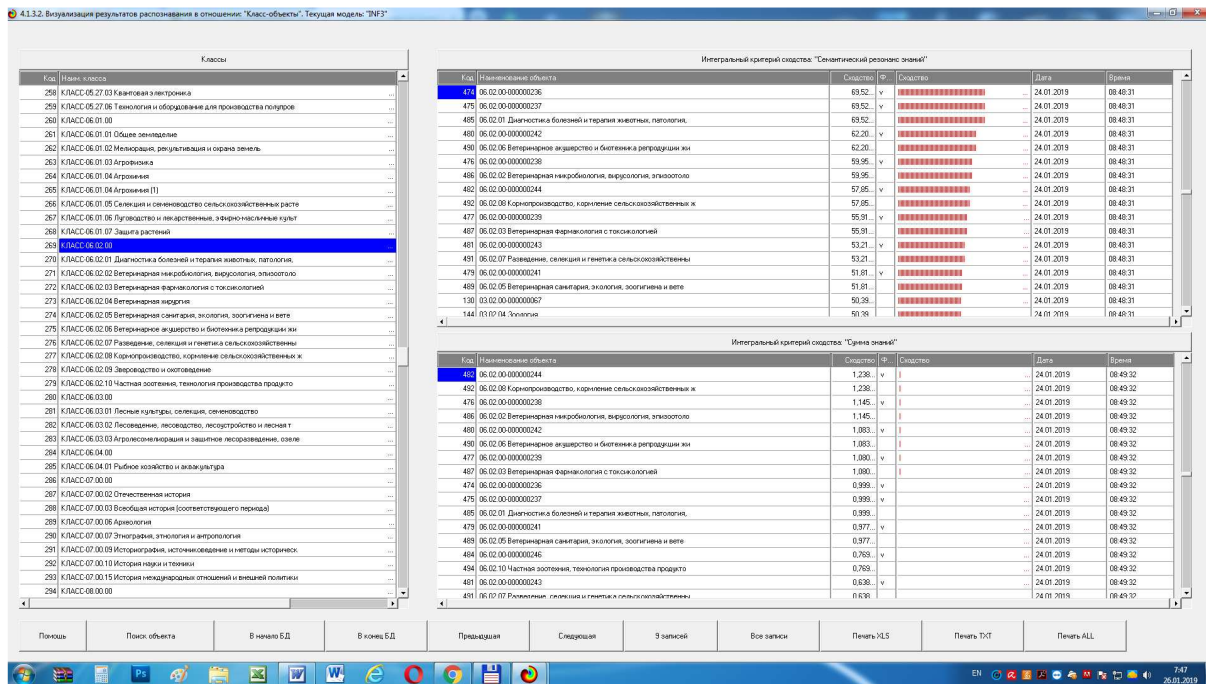 4.1.3.2. Визуализация результатов распознавания в отношении: "Класс-объекты". Текущая модель: "INF3"
Классы
Код Наим. класса
258 КЛАСС-05.27.03 Квантовая электроника ...
259 КЛАСС-05.27.06 Технология и оборудование для производства полупров ...
260 КЛАСС-06.01.00 ...
261 КЛАСС-06.01.01 Общее земледелие ...
262 КЛАСС-06.01.02 Мелиорация, рекультивация и охрана земель ...
263 КЛАСС-06.01.03 Агрофизика ...
264 КЛАСС-06.01.04 Агрохимия ...
265 КЛАСС-06.01.04 Агрохимия (1) ...
266 КЛАСС-06.01.05 Селекция и семеноводство сельскохозяйственных расте ...
267 КЛАСС-06.01.06 Луговодство и лекарственные, эфирно-масличные культ ...
268 КЛАСС-06.01.07 Защита растений ...
269 КЛАСС-06.02.00 ...
270 КЛАСС-06.02.01 Диагностика болезней и терапия животных, патология, ...
271 КЛАСС-06.02.02 Ветеринарная микробиология, вирусология, эпизоотоло ...
272 КЛАСС-06.02.03 Ветеринарная фармакология с токсикологией ...
273 КЛАСС-06.02.04 Ветеринарная хирургия ...
274 КЛАСС-06.02.05 Ветеринарная санитария, экология, зоогигиена и вете ...
275 КЛАСС-06.02.06 Ветеринарное акушерство и биотехника репродукции жи ...
276 КЛАСС-06.02.07 Разведение, селекция и генетика сельскохозяйственны ...
277 КЛАСС-06.02.08 Кормопроизводство, кормление сельскохозяйственных ж ...
278 КЛАСС-06.02.09 Звероводство и охотоведение ...
279 КЛАСС-06.02.10 Частная зоотехния, технология производства продукто ...
280 КЛАСС-06.03.00 ...
281 КЛАСС-06.03.01 Лесные культуры, селекция, семеноводство ...
282 КЛАСС-06.03.02 Лесоведение, лесоводство, лесоустройство и лесная т ...
283 КЛАСС-06.03.03 Агролесомелиорация и защитное лесоразведение, озеле ...
284 КЛАСС-06.04.00 ...
285 КЛАСС-06.04.01 Рыбное хозяйство и аквакультура ...
286 КЛАСС-07.00.00 ...
287 КЛАСС-07.00.02 Отечественная история ...
288 КЛАСС-07.00.03 Всеобщая история (соответствующего периода) ...
289 КЛАСС-07.00.06 Археология ...
290 КЛАСС-07.00.07 Этнография, этнология и антропология ...
291 КЛАСС-07.00.09 Историография, источниковедение и методы историческ ...
292 КЛАСС-07.00.10 История науки и техники ...
293 КЛАСС-07.00.15 История международных отношений и внешней политики ...
294 КЛАСС-08.00.00 ...
Интегральный критерий сходства: "Семантический резонанс знаний"
Код Наименование объекта Сходство Ф... Сходство Дата Время
474 06.02.00-000000236 69,52... v ... 24.01.2019 08:48:31
475 06.02.00-000000237 69,52... v ... 24.01.2019 08:48:31
485 06.02.01 Диагностика болезней и терапия животных, патология, 69,52... ... 24.01.2019 08:48:31
480 06.02.00-000000242 62,20... v ... 24.01.2019 08:48:31
490 06.02.06 Ветеринарное акушерство и биотехника репродукции жи 62,20... ... 24.01.2019 08:48:31
476 06.02.00-000000238 59,95... v ... 24.01.2019 08:48:31
486 06.02.02 Ветеринарная микробиология, вирусология, эпизоотоло 59,95... ... 24.01.2019 08:48:31
482 06.02.00-000000244 57,85... v ... 24.01.2019 08:48:31
492 06.02.08 Кормопроизводство, кормление сельскохозяйственных ж 57,85... ... 24.01.2019 08:48:31
477 06.02.00-000000239 55,91... v ... 24.01.2019 08:48:31
487 06.02.03 Ветеринарная фармакология с токсикологией 55,91... ... 24.01.2019 08:48:31
481 06.02.00-000000243 53,21... v ... 24.01.2019 08:48:31
491 06.02.07 Разведение, селекция и генетика сельскохозяйственны 53,21... ... 24.01.2019 08:48:31
479 06.02.00-000000241 51,81... v ... 24.01.2019 08:48:31
489 06.02.05 Ветеринарная санитария, экология, зоогигиена и вете 51,81... ... 24.01.2019 08:48:31
130 03.02.00-000000067 50,39... ... 24.01.2019 08:48:31
144 03.02.04 Зоология 50,39... ... 24.01.2019 08:48:31
Интегральный критерий сходства: "Сумма знаний"
Код Наименование объекта Сходство Ф... Сходство Дата Время
482 06.02.00-000000244 1,238... v ... 24.01.2019 08:49:32
492 06.02.08 Кормопроизводство, кормление сельскохозяйственных ж 1,238... ... 24.01.2019 08:49:32
476 06.02.00-000000238 1,145... v ... 24.01.2019 08:49:32
486 06.02.02 Ветеринарная микробиология, вирусология, эпизоотоло 1,145... ... 24.01.2019 08:49:32
480 06.02.00-000000242 1,083... v ... 24.01.2019 08:49:32
490 06.02.06 Ветеринарное акушерство и биотехника репродукции жи 1,083... ... 24.01.2019 08:49:32
477 06.02.00-000000239 1,080... v ... 24.01.2019 08:49:32
487 06.02.03 Ветеринарная фармакология с токсикологией 1,080... ... 24.01.2019 08:49:32
474 06.02.00-000000236 0,999... v ... 24.01.2019 08:49:32
475 06.02.00-000000237 0,999... v ... 24.01.2019 08:49:32
485 06.02.01 Диагностика болезней и терапия животных, патология, 0,999... ... 24.01.2019 08:49:32
479 06.02.00-000000241 0,977... v ... 24.01.2019 08:49:32
489 06.02.05 Ветеринарная санитария, экология, зоогигиена и вете 0,977... ... 24.01.2019 08:49:32
484 06.02.00-000000246 0,769... v ... 24.01.2019 08:49:32
494 06.02.10 Частная зоотехния, технология производства продукто 0,769... ... 24.01.2019 08:49:32
481 06.02.00-000000243 0,638... v ... 24.01.2019 08:49:32
491 06.02.07 Разведение, селекция и генетика сельскохозяйственны 0,638... ... 24.01.2019 08:49:32
Помощь Поиск объекта В начало БД В конец БД Предыдущая Следующая 9 записей Все записи Печать XLS Печать TXT Печать ALL
EN 7:47
26.01.2019